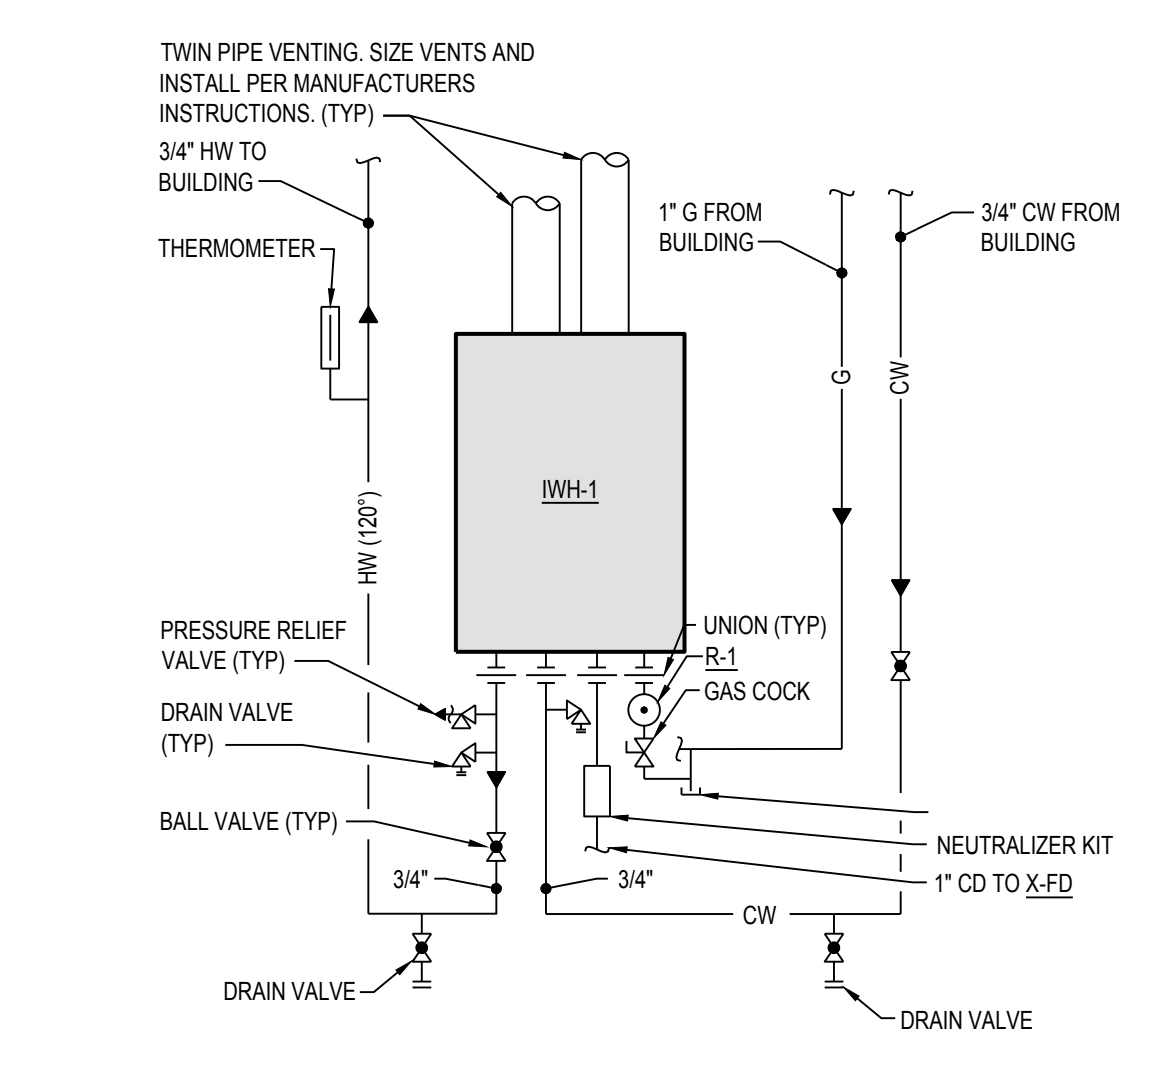 TWIN PIPE VENTING. SIZE VENTS AND
INSTALL PER MANUFACTURERS
INSTRUCTIONS. (TYP)
3/4" HW TO
BUILDING
THERMOMETER
1" G FROM
BUILDING
3/4" CW FROM
BUILDING
G
CW
IWH-1
HW (120°)
PRESSURE RELIEF
VALVE (TYP)
DRAIN VALVE
(TYP)
BALL VALVE (TYP)
UNION (TYP)
R-1
GAS COCK
NEUTRALIZER KIT
1" CD TO X-FD
3/4"
3/4"
CW
DRAIN VALVE
DRAIN VALVE